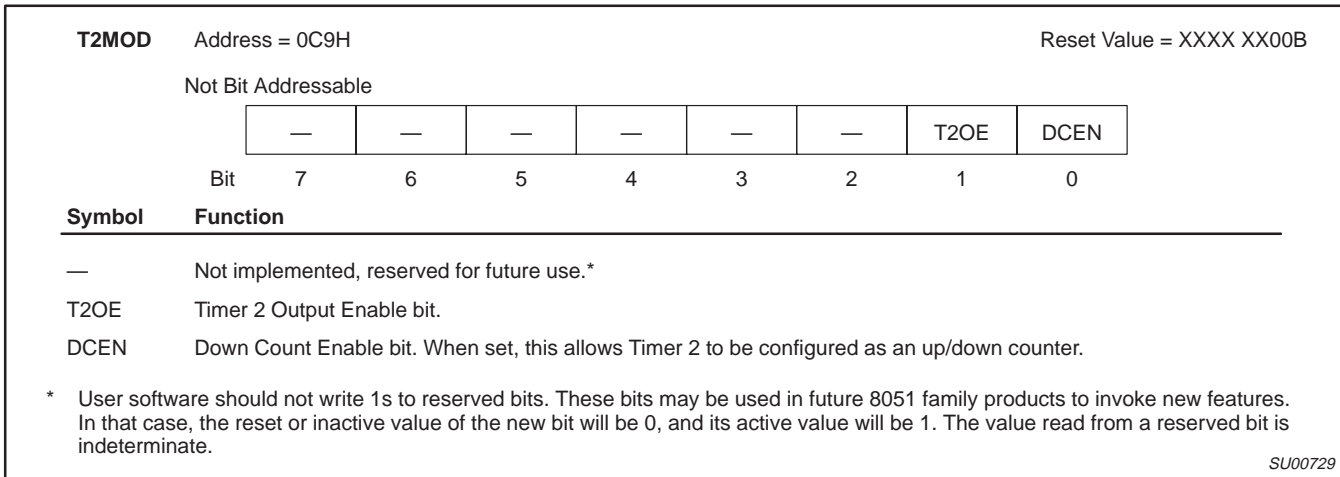 T2MOD Address = 0C9H Reset Value = XXXX XX00B
Not Bit Addressable
— — — — — — T2OE DCEN
Bit 7 6 5 4 3 2 1 0
Symbol Function
— Not implemented, reserved for future use.*
T2OE Timer 2 Output Enable bit.
DCEN Down Count Enable bit. When set, this allows Timer 2 to be configured as an up/down counter.
* User software should not write 1s to reserved bits. These bits may be used in future 8051 family products to invoke new features.
In that case, the reset or inactive value of the new bit will be 0, and its active value will be 1. The value read from a reserved bit is
indeterminate.
SU00729